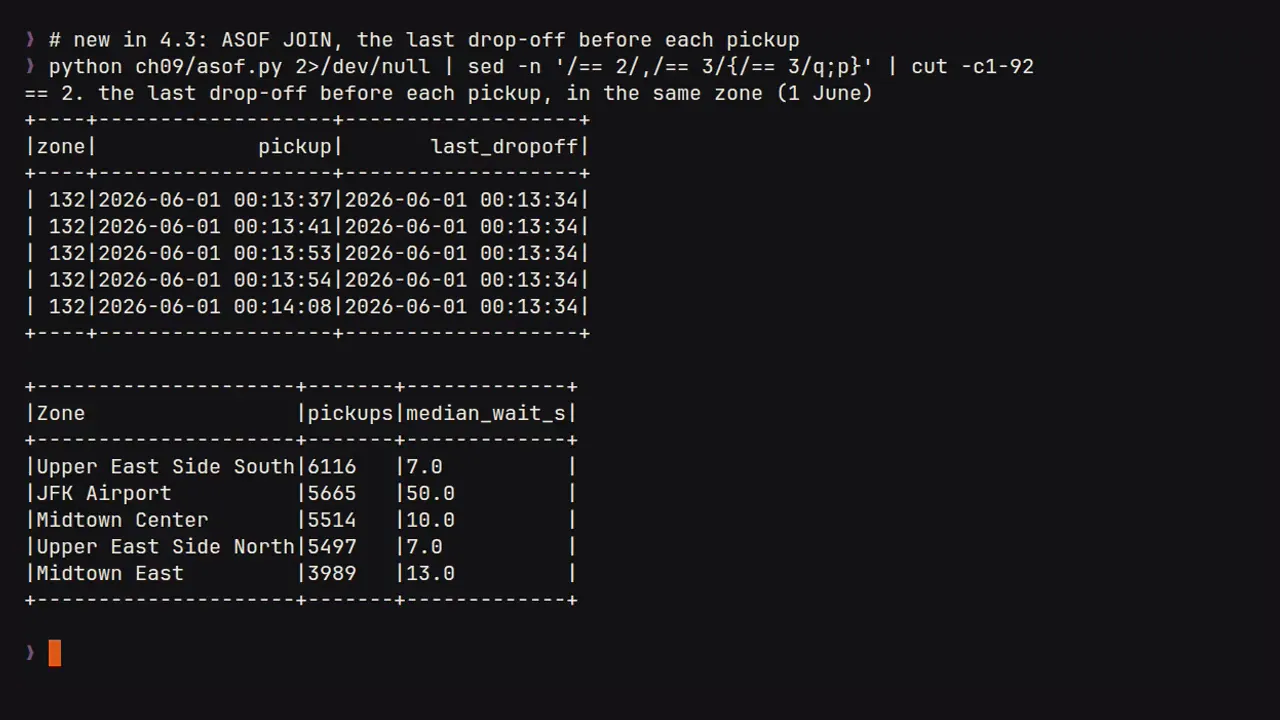 ❯ # new in 4.3: ASOF JOIN, the last drop-off before each pickup
❯ python ch09/asof.py 2>/dev/null | sed -n '/== 2/,/== 3/{/== 3/q;p}' | cut -c1-92
== 2. the last drop-off before each pickup, in the same zone (1 June)
+----+-------------------+-------------------+
|zone|             pickup|       last_dropoff|
+----+-------------------+-------------------+
| 132|2026-06-01 00:13:37|2026-06-01 00:13:34|
| 132|2026-06-01 00:13:41|2026-06-01 00:13:34|
| 132|2026-06-01 00:13:53|2026-06-01 00:13:34|
| 132|2026-06-01 00:13:54|2026-06-01 00:13:34|
| 132|2026-06-01 00:14:08|2026-06-01 00:13:34|
+----+-------------------+-------------------+

+---------------------+-------+-------------+
|Zone                 |pickups|median_wait_s|
+---------------------+-------+-------------+
|Upper East Side South|6116   |7.0          |
|JFK Airport          |5665   |50.0         |
|Midtown Center       |5514   |10.0         |
|Upper East Side North|5497   |7.0          |
|Midtown East         |3989   |13.0         |
+---------------------+-------+-------------+

❯